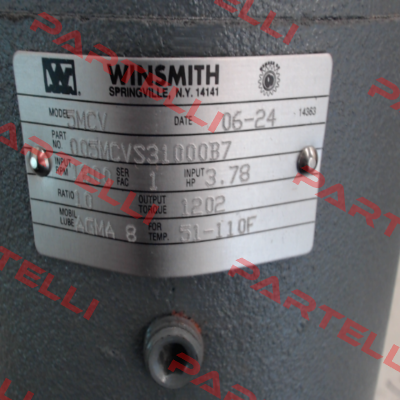 WINSMITH
SPRINGVILLE, N.Y. 14141
MODEL 5MCV DATE 06-24 14363
PART NO. 005MCVS31000B7
INPUT RPM 1800 SER FAC 1 INPUT HP 3.78
RATIO 10 OUTPUT TORQUE 1202
MOBIL LUBE AGMA 8 FOR TEMP. 51-110F
PARTELLI